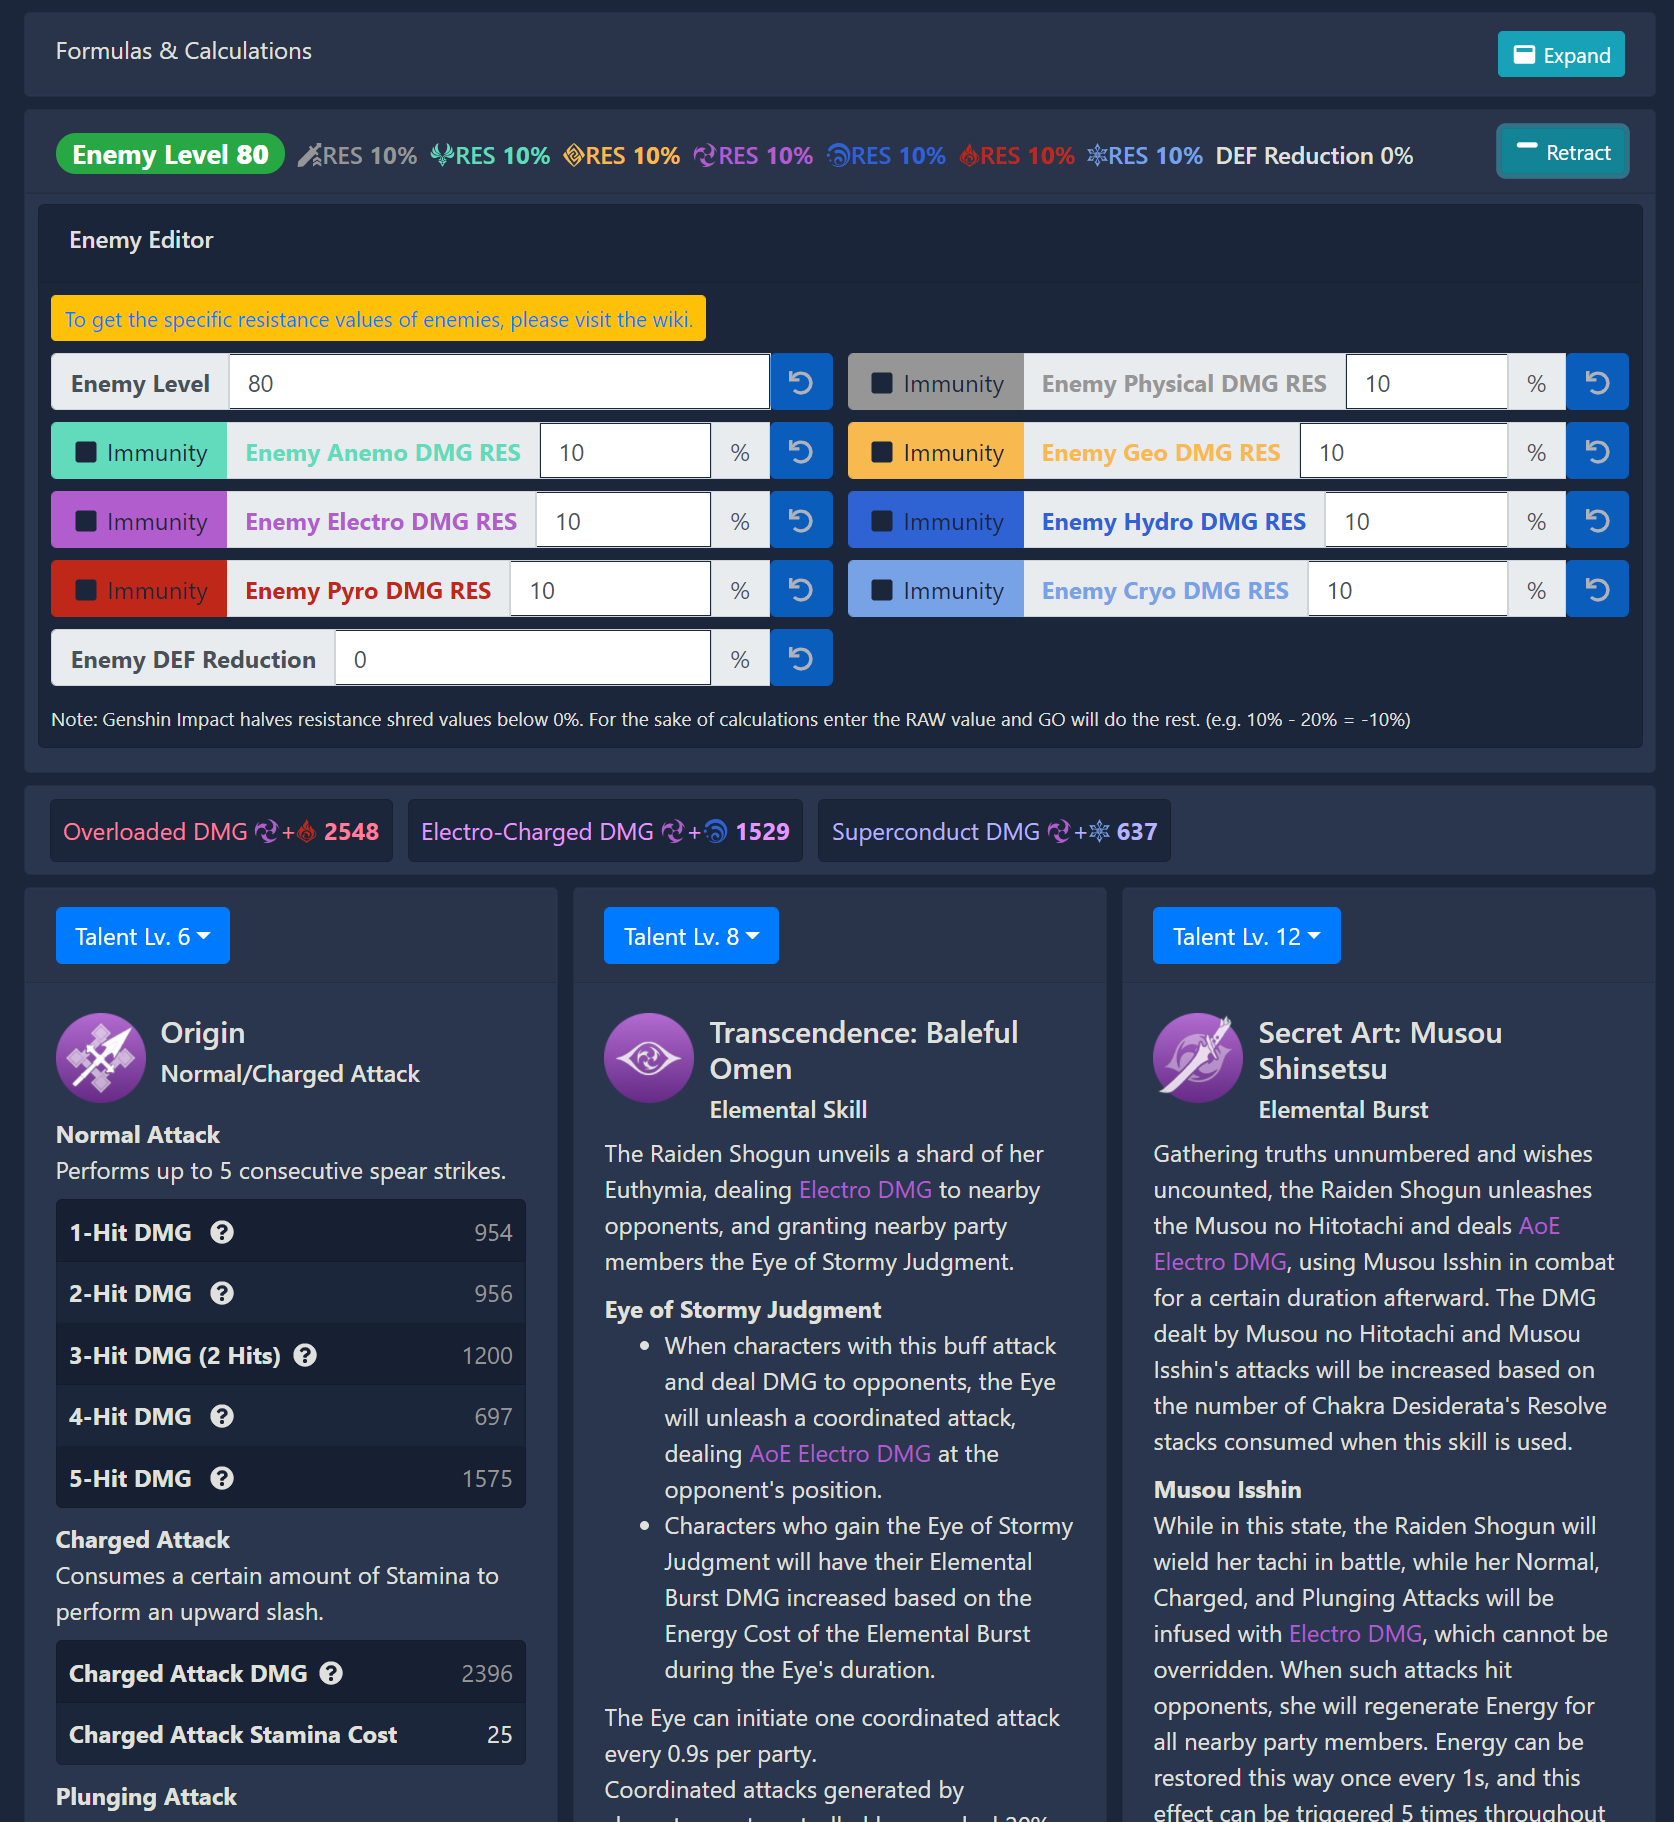 Formulas & Calculations
Expand
Enemy Level 80 RES 10% RES 10% RES 10% RES 10% RES 10% RES 10% RES 10% DEF Reduction 0%
Retract
Enemy Editor
To get the specific resistance values of enemies, please visit the wiki.
Enemy Level 80
Immunity Enemy Physical DMG RES 10 %
Immunity Enemy Anemo DMG RES 10 %
Immunity Enemy Geo DMG RES 10 %
Immunity Enemy Electro DMG RES 10 %
Immunity Enemy Hydro DMG RES 10 %
Immunity Enemy Pyro DMG RES 10 %
Immunity Enemy Cryo DMG RES 10 %
Enemy DEF Reduction 0 %
Note: Genshin Impact halves resistance shred values below 0%. For the sake of calculations enter the RAW value and GO will do the rest. (e.g. 10% - 20% = -10%)
Overloaded DMG + 2548
Electro-Charged DMG + 1529
Superconduct DMG + 637
Talent Lv. 6
Origin
Normal/Charged Attack
Normal Attack
Performs up to 5 consecutive spear strikes.
1-Hit DMG 954
2-Hit DMG 956
3-Hit DMG (2 Hits) 1200
4-Hit DMG 697
5-Hit DMG 1575
Charged Attack
Consumes a certain amount of Stamina to
perform an upward slash.
Charged Attack DMG 2396
Charged Attack Stamina Cost 25
Plunging Attack
Talent Lv. 8
Transcendence: Baleful
Omen
Elemental Skill
The Raiden Shogun unveils a shard of her
Euthymia, dealing Electro DMG to nearby
opponents, and granting nearby party
members the Eye of Stormy Judgment.
Eye of Stormy Judgment
• When characters with this buff attack
and deal DMG to opponents, the Eye
will unleash a coordinated attack,
dealing AoE Electro DMG at the
opponent's position.
• Characters who gain the Eye of Stormy
Judgment will have their Elemental
Burst DMG increased based on the
Energy Cost of the Elemental Burst
during the Eye's duration.
The Eye can initiate one coordinated attack
every 0.9s per party.
Coordinated attacks generated by
Talent Lv. 12
Secret Art: Musou
Shinsetsu
Elemental Burst
Gathering truths unnumbered and wishes
uncounted, the Raiden Shogun unleashes
the Musou no Hitotachi and deals AoE
Electro DMG, using Musou Isshin in combat
for a certain duration afterward. The DMG
dealt by Musou no Hitotachi and Musou
Isshin's attacks will be increased based on
the number of Chakra Desiderata's Resolve
stacks consumed when this skill is used.
Musou Isshin
While in this state, the Raiden Shogun will
wield her tachi in battle, while her Normal,
Charged, and Plunging Attacks will be
infused with Electro DMG, which cannot be
overridden. When such attacks hit
opponents, she will regenerate Energy for
all nearby party members. Energy can be
restored this way once every 1s, and this
effect can be triggered 5 times throughout